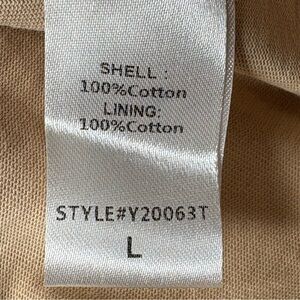 SHELL :
100%Cotton
LINING:
100%Cotton
STYLE#Y20063T
L